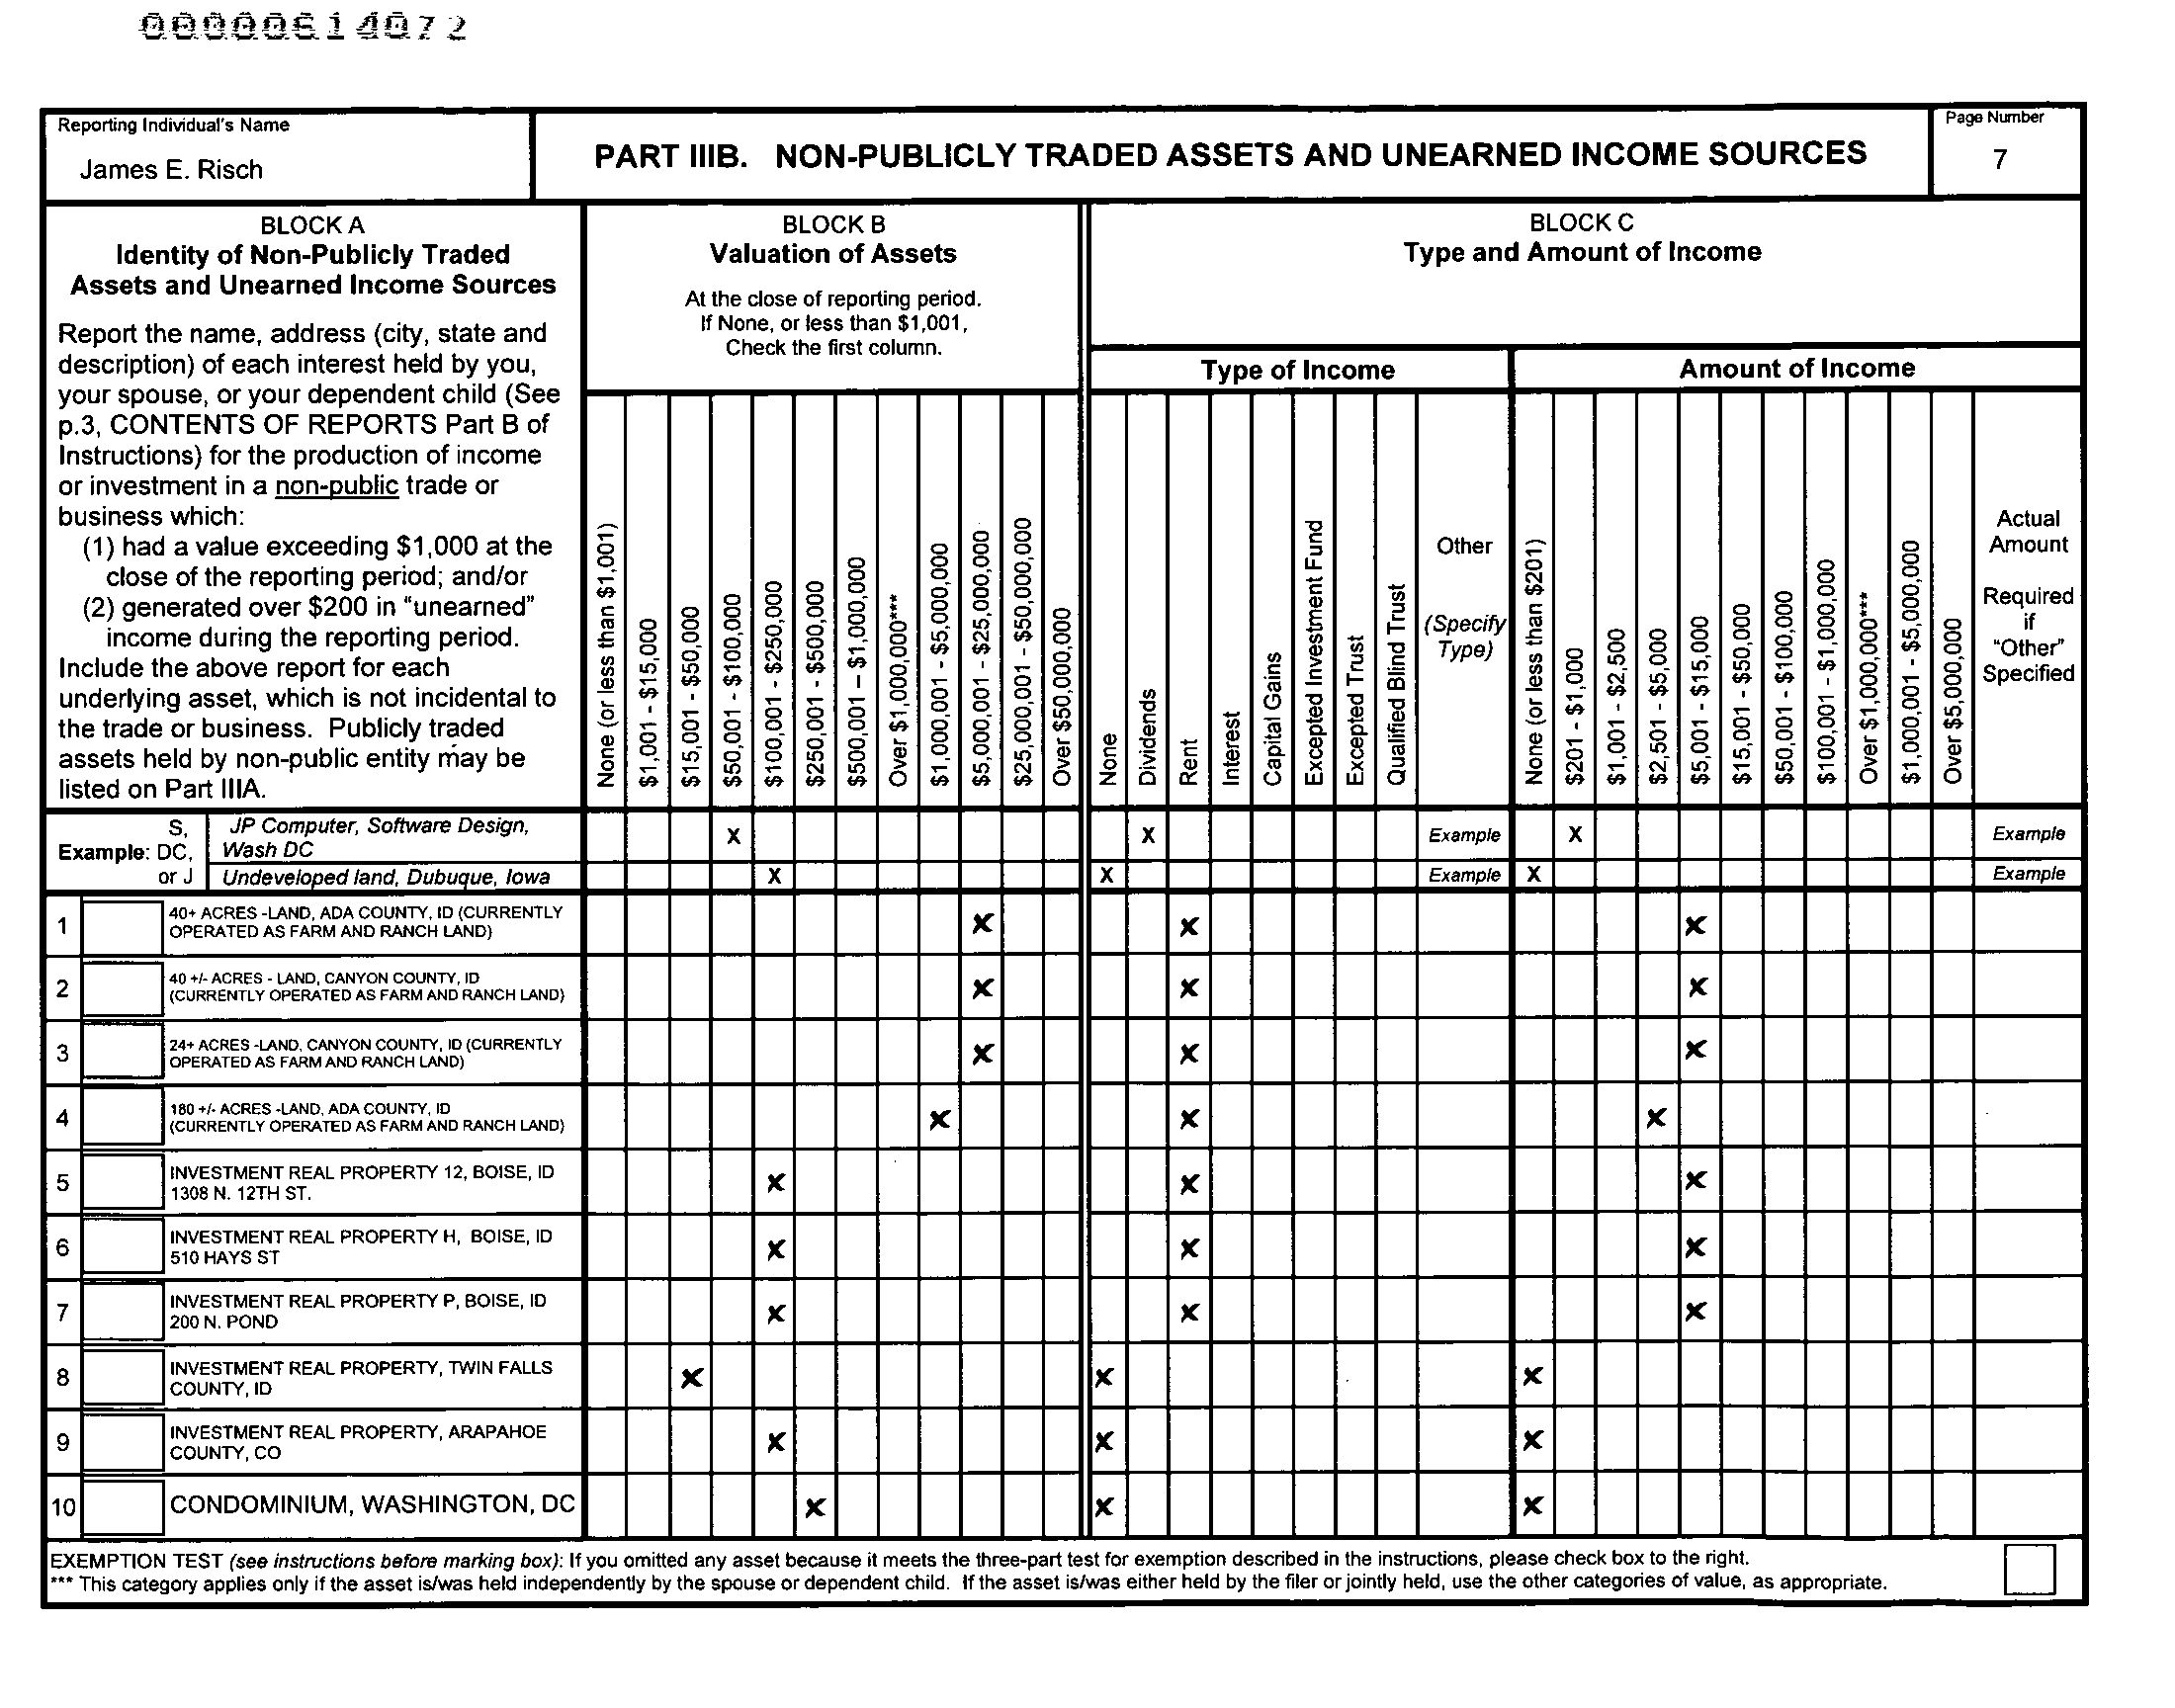 00000614072
Reporting Individual's Name
James E. Risch
PART IIIB. NON-PUBLICLY TRADED ASSETS AND UNEARNED INCOME SOURCES
Page Number
7
BLOCK A
Identity of Non-Publicly Traded
Assets and Unearned Income Sources
Report the name, address (city, state and
description) of each interest held by you,
your spouse, or your dependent child (See
p.3, CONTENTS OF REPORTS Part B of
Instructions) for the production of income
or investment in a non-public trade or
business which:
(1) had a value exceeding $1,000 at the
close of the reporting period; and/or
(2) generated over $200 in "unearned"
income during the reporting period.
Include the above report for each
underlying asset, which is not incidental to
the trade or business. Publicly traded
assets held by non-public entity may be
listed on Part IIIA.
BLOCK B
Valuation of Assets
At the close of reporting period.
If None, or less than $1,001,
Check the first column.
None (or less than $1,001)
$1,001 - $15,000
$15,001 - $50,000
$50,001 - $100,000
$100,001 - $250,000
$250,001 - $500,000
$500,001 – $1,000,000
Over $1,000,000***
$1,000,001 - $5,000,000
$5,000,001 - $25,000,000
$25,000,001 - $50,000,000
Over $50,000,000
BLOCK C
Type and Amount of Income
Type of Income
None
Dividends
Rent
Interest
Capital Gains
Excepted Investment Fund
Excepted Trust
Qualified Blind Trust
Other
(Specify
Type)
Amount of Income
None (or less than $201)
$201 - $1,000
$1,001 - $2,500
$2,501 - $5,000
$5,001 - $15,000
$15,001 - $50,000
$50,001 - $100,000
$100,001 - $1,000,000
Over $1,000,000***
$1,000,001 - $5,000,000
Over $5,000,000
Actual
Amount
Required
if
"Other"
Specified
Example: S,
DC,
or J
JP Computer, Software Design,
Wash DC
X X Example X Example
Undeveloped land, Dubuque, Iowa X X Example X Example
1 40+ ACRES -LAND, ADA COUNTY, ID (CURRENTLY
OPERATED AS FARM AND RANCH LAND)
X X X
2 40 +/- ACRES - LAND, CANYON COUNTY, ID
(CURRENTLY OPERATED AS FARM AND RANCH LAND)
X X X
3 24+ ACRES -LAND, CANYON COUNTY, ID (CURRENTLY
OPERATED AS FARM AND RANCH LAND)
X X X
4 180 +/- ACRES -LAND, ADA COUNTY, ID
(CURRENTLY OPERATED AS FARM AND RANCH LAND)
X X X
5 INVESTMENT REAL PROPERTY 12, BOISE, ID
1308 N. 12TH ST.
X X X
6 INVESTMENT REAL PROPERTY H, BOISE, ID
510 HAYS ST
X X X
7 INVESTMENT REAL PROPERTY P, BOISE, ID
200 N. POND
X X X
8 INVESTMENT REAL PROPERTY, TWIN FALLS
COUNTY, ID
X X X
9 INVESTMENT REAL PROPERTY, ARAPAHOE
COUNTY, CO
X X X
10 CONDOMINIUM, WASHINGTON, DC X X X
EXEMPTION TEST (see instructions before marking box): If you omitted any asset because it meets the three-part test for exemption described in the instructions, please check box to the right.
*** This category applies only if the asset is/was held independently by the spouse or dependent child. If the asset is/was either held by the filer or jointly held, use the other categories of value, as appropriate.